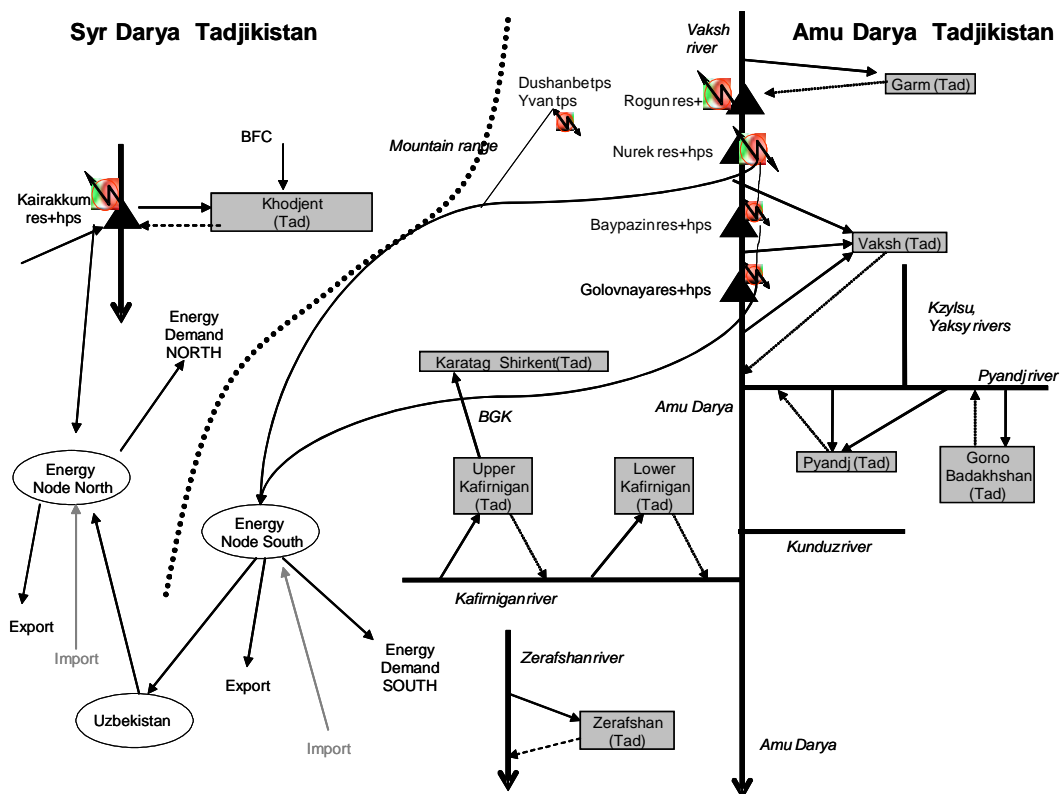 Syr Darya Tadjikistan
Vaksh
river
Amu Darya Tadjikistan
Dushanbe tps
Yvan tps
Rogun res+
Garm (Tad)
BFC
Mountain range
Nurek res+hps
Kairakkum
res+hps
Khodjent
(Tad)
Baypazin res+hps
Vaksh (Tad)
Golovnaya res+hps
Kzylsu,
Yaksy rivers
Energy
Demand
NORTH
Karatag Shirkent(Tad)
Pyandj river
Amu Darya
BGK
Energy
Node North
Upper
Kafirnigan
(Tad)
Lower
Kafirnigan
(Tad)
Pyandj (Tad)
Gorno
Badakhshan
(Tad)
Energy
Node South
Kunduz river
Kafirnigan river
Export
Import
Energy
Demand
SOUTH
Export
Zerafshan river
Uzbekistan
Import
Zerafshan
(Tad)
Amu Darya